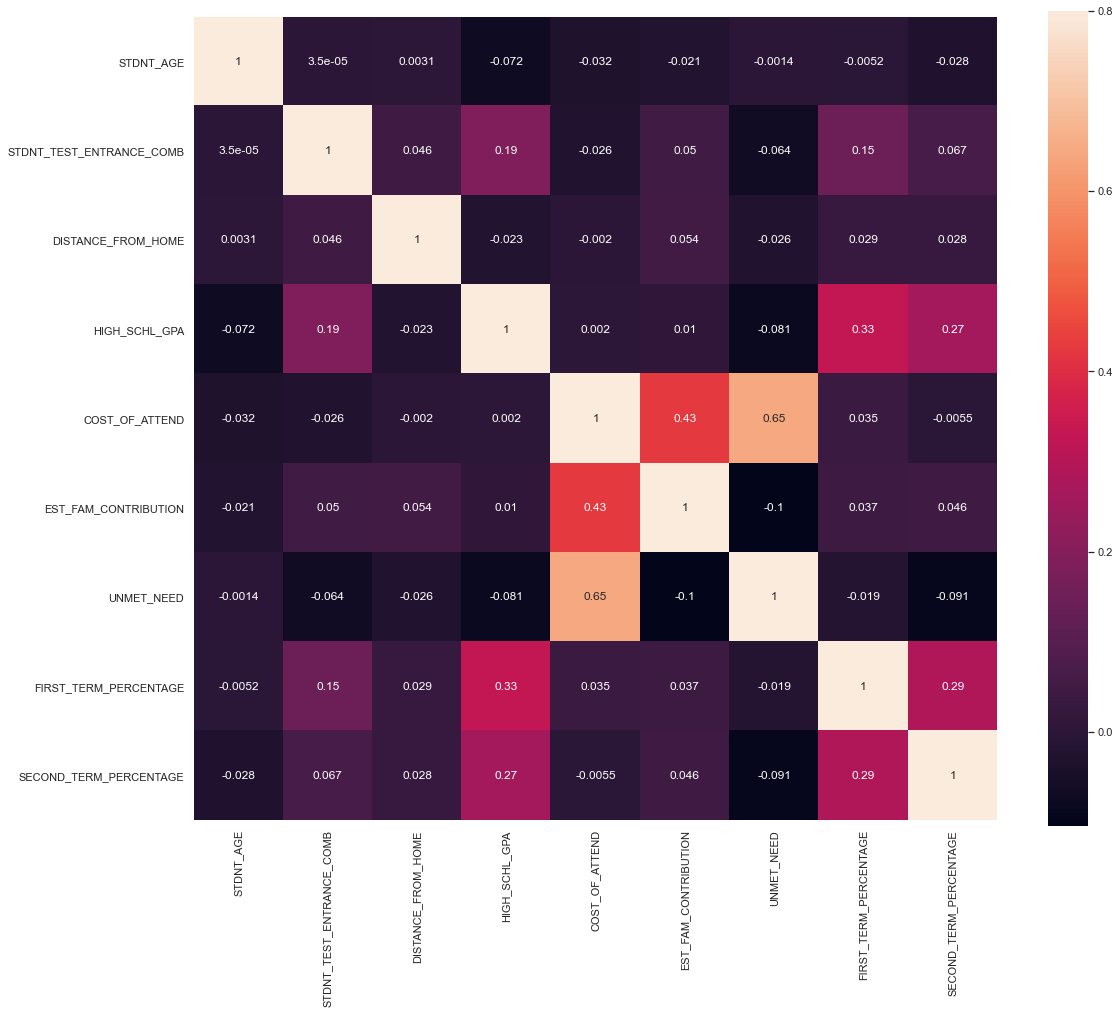 0.8
STDNT_AGE 1 3.5e-05 0.0031 -0.072 -0.032 -0.021 -0.0014 -0.0052 -0.028
STDNT_TEST_ENTRANCE_COMB 3.5e-05 1 0.046 0.19 -0.026 0.05 -0.064 0.15 0.067
0.6
DISTANCE_FROM_HOME 0.0031 0.046 1 -0.023 -0.002 0.054 -0.026 0.029 0.028
HIGH_SCHL_GPA -0.072 0.19 -0.023 1 0.002 0.01 -0.081 0.33 0.27
0.4
COST_OF_ATTEND -0.032 -0.026 -0.002 0.002 1 0.43 0.65 0.035 -0.0055
EST_FAM_CONTRIBUTION -0.021 0.05 0.054 0.01 0.43 1 -0.1 0.037 0.046
0.2
UNMET_NEED -0.0014 -0.064 -0.026 -0.081 0.65 -0.1 1 -0.019 -0.091
FIRST_TERM_PERCENTAGE -0.0052 0.15 0.029 0.33 0.035 0.037 -0.019 1 0.29
0.0
SECOND_TERM_PERCENTAGE -0.028 0.067 0.028 0.27 -0.0055 0.046 -0.091 0.29 1
STDNT_AGE
STDNT_TEST_ENTRANCE_COMB
DISTANCE_FROM_HOME
HIGH_SCHL_GPA
COST_OF_ATTEND
EST_FAM_CONTRIBUTION
UNMET_NEED
FIRST_TERM_PERCENTAGE
SECOND_TERM_PERCENTAGE